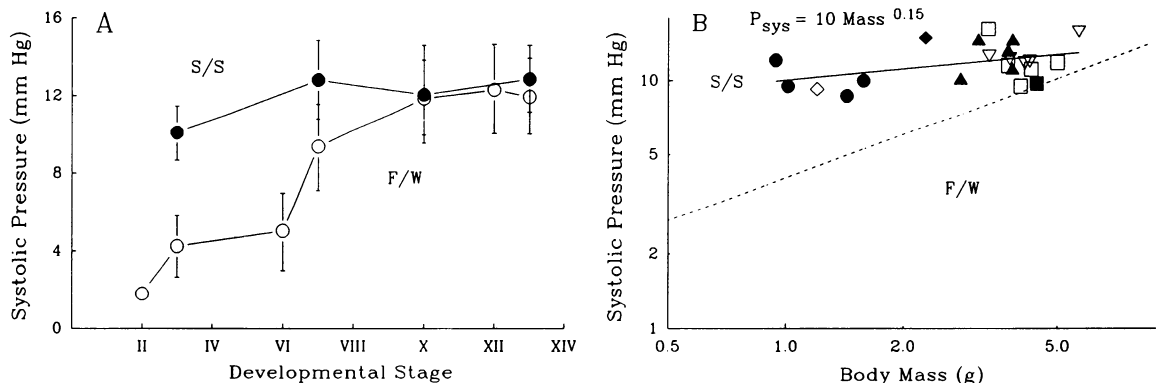 A
Systolic Pressure (mm Hg)
16
12
8
4
0
S/S
F/W
II IV VI VIII X XII XIV
Developmental Stage
B
P_sys = 10 Mass^0.15
Systolic Pressure (mm Hg)
10
5
2
1
S/S
F/W
0.5 1.0 2.0 5.0
Body Mass (g)